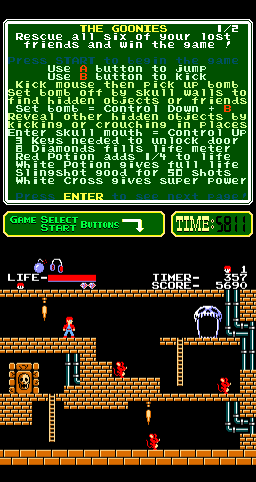 THE GOONIES 1/2
Rescue all six of your lost
friends and win the game !
Use A button to jump
Use B button to kick
Kick mouse then pick up bomb
Set bomb off by skull walls to
find hidden objects or friends
Set bomb = Control Down + B
Reveal other hidden objects by
kicking or crouching in places
Enter skull mouth = Control Up
3 Keys needed to unlock door
8 Diamonds fills life meter
Red Potion adds 1/4 to life
White Potion gives full life
Slingshot good for 50 shots
White Cross gives super power
Press ENTER
GAME SELECT
START BUTTONS
TIME: 5811
1
LIFE- TIMER- 357
SCORE- 5690